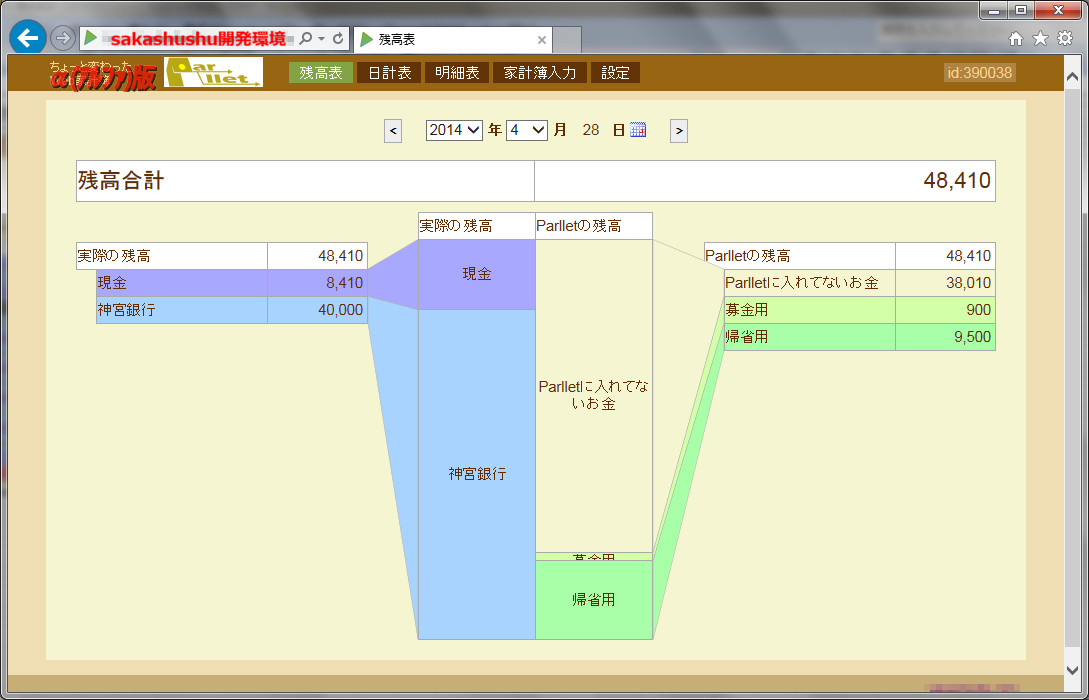 sakashushu開発環境
残高表
ちょっと変わった
α(アルファ)版
Parllet
残高表 日計表 明細表 家計簿入力 設定
id:390038
< 2014 年 4 月 28 日 >
残高合計 48,410
実際の残高 Parlletの残高
実際の残高 48,410
現金 8,410
神宮銀行 40,000
現金
神宮銀行
Parlletに入れてな
いお金
募金用
帰省用
Parlletの残高 48,410
Parlletに入れてないお金 38,010
募金用 900
帰省用 9,500